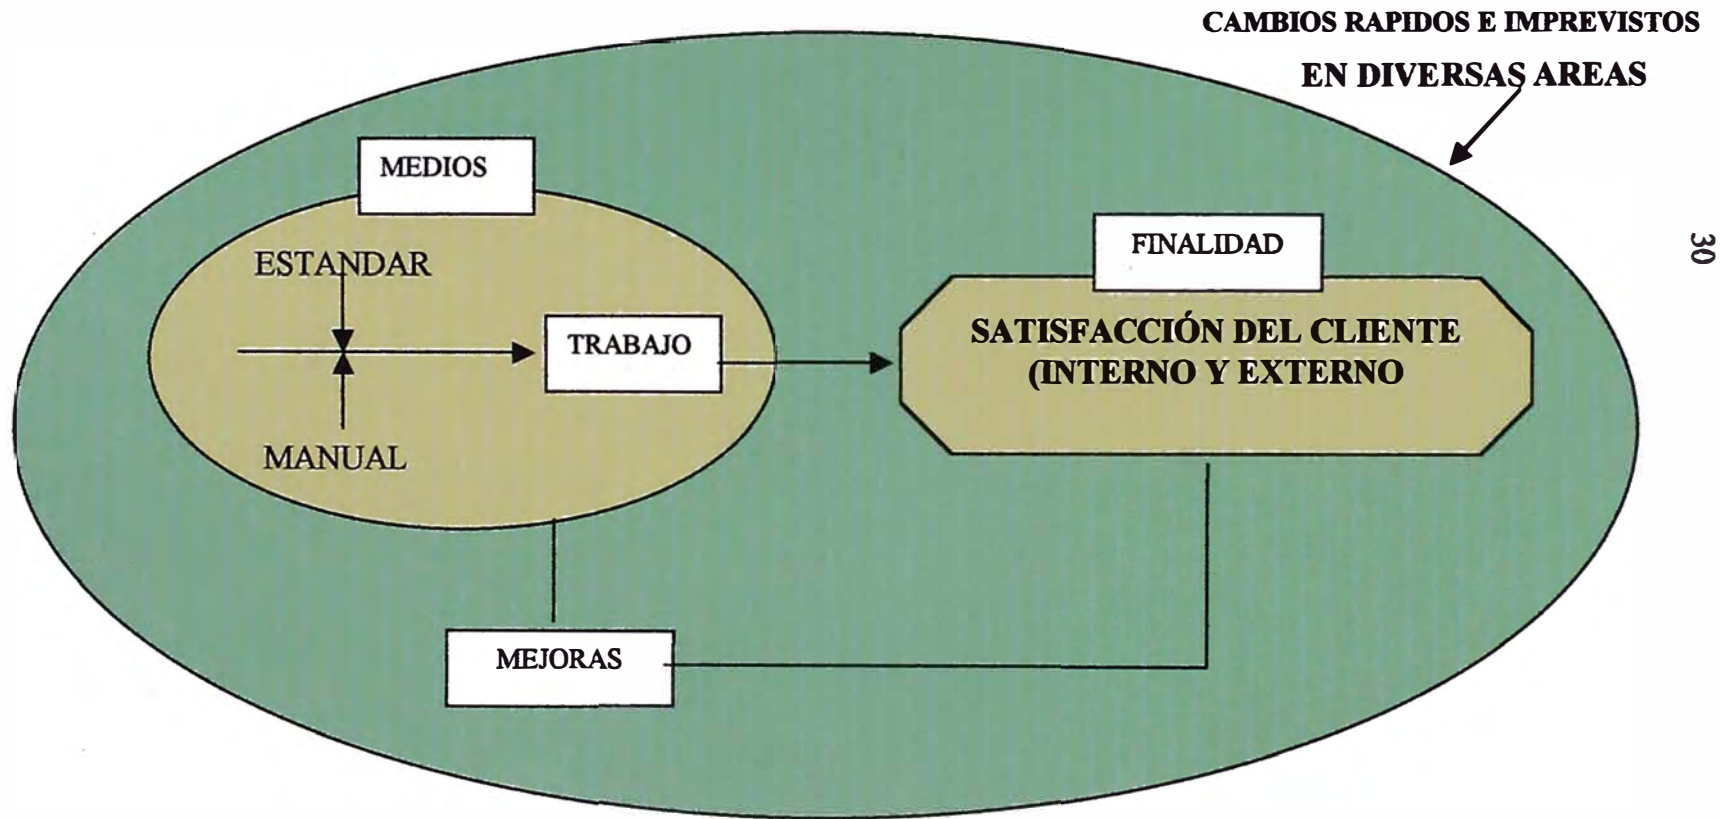 CAMBIOS RAPIDOS E IMPREVISTOS
EN DIVERSAS AREAS
MEDIOS
ESTANDAR
TRABAJO
MANUAL
FINALIDAD
SATISFACCIÓN DEL CLIENTE
(INTERNO Y EXTERNO
MEJORAS
30